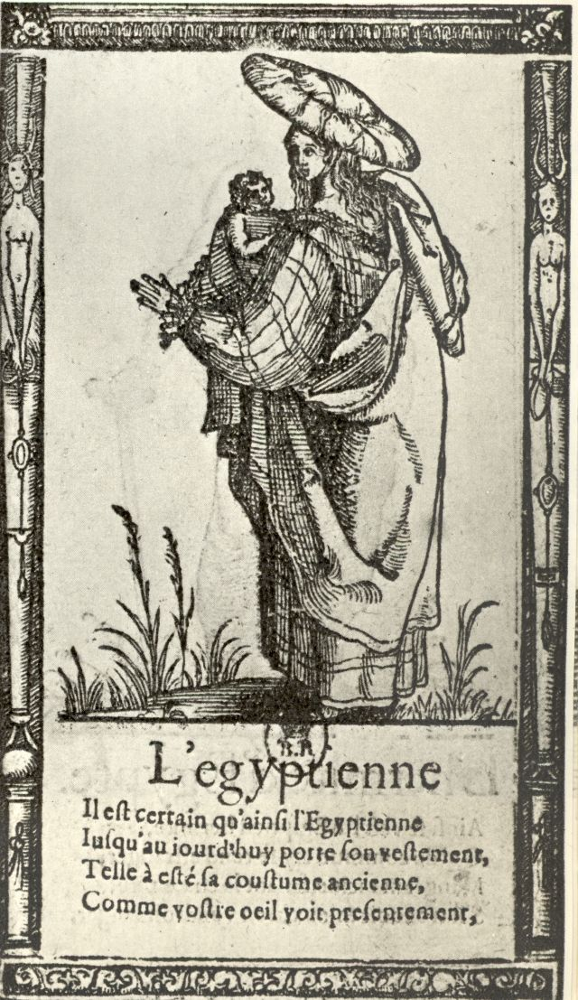 B.R
L'egyptienne
Il est certain qu'ainsi l'Egyptienne
Iusqu'au iourd'huy porte son vestement,
Telle à esté sa coustume ancienne,
Comme vostre oeil voit presentement,